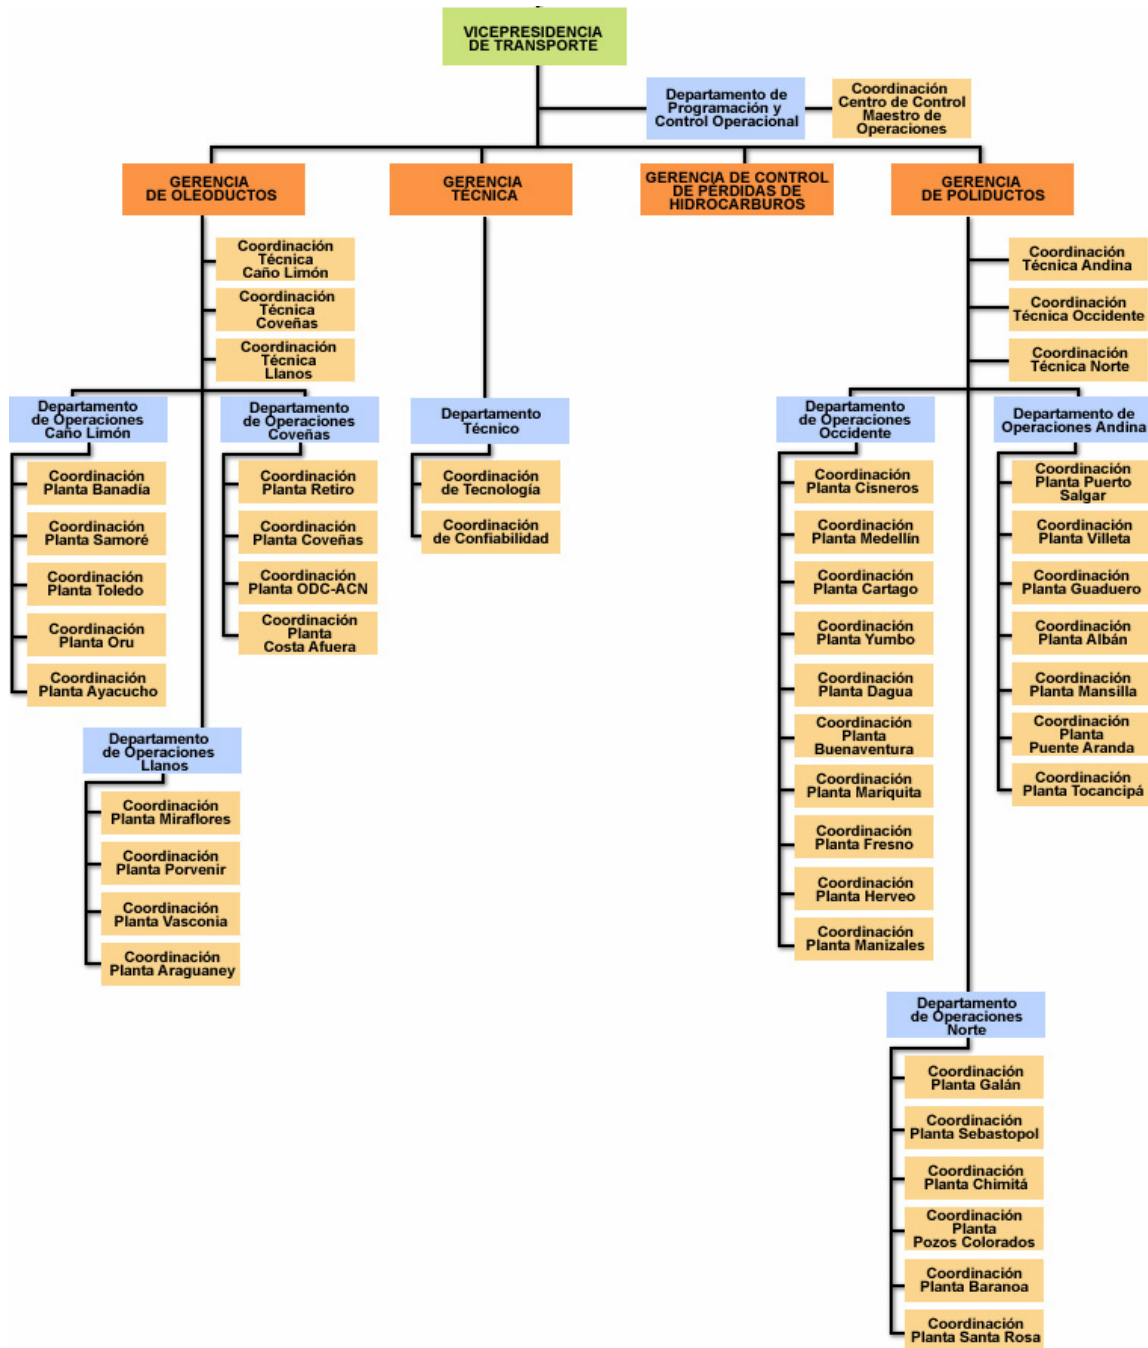 VICEPRESIDENCIA
DE TRANSPORTE
Departamento de
Programación y
Control Operacional
Coordinación
Centro de Control
Maestro de
Operaciones
GERENCIA
DE OLEODUCTOS
GERENCIA
TÉCNICA
GERENCIA DE CONTROL
DE PÉRDIDAS DE
HIDROCARBUROS
GERENCIA
DE POLIDUCTOS
Coordinación
Técnica
Caño Limón
Coordinación
Técnica
Coveñas
Coordinación
Técnica
Llanos
Coordinación
Técnica Andina
Coordinación
Técnica Occidente
Coordinación
Técnica Norte
Departamento
de Operaciones
Caño Limón
Coordinación
Planta Banadía
Coordinación
Planta Samoré
Coordinación
Planta Toledo
Coordinación
Planta Oru
Coordinación
Planta Ayacucho
Departamento
de Operaciones
Coveñas
Coordinación
Planta Retiro
Coordinación
Planta Coveñas
Coordinación
Planta ODC-ACN
Coordinación
Planta
Costa Afuera
Departamento
de Operaciones
Llanos
Coordinación
Planta Miraflores
Coordinación
Planta Porvenir
Coordinación
Planta Vasconia
Coordinación
Planta Araguaney
Departamento
Técnico
Coordinación
de Tecnología
Coordinación
de Confiabilidad
Departamento
de Operaciones
Occidente
Coordinación
Planta Cisneros
Coordinación
Planta Medellín
Coordinación
Planta Cartago
Coordinación
Planta Yumbo
Coordinación
Planta Dagua
Coordinación
Planta
Buenaventura
Coordinación
Planta Mariquita
Coordinación
Planta Fresno
Coordinación
Planta Herveo
Coordinación
Planta Manizales
Departamento de
Operaciones Andina
Coordinación
Planta Puerto
Salgar
Coordinación
Planta Villeta
Coordinación
Planta Guaduero
Coordinación
Planta Albán
Coordinación
Planta Mansilla
Coordinación
Planta
Puente Aranda
Coordinación
Planta Tocancipá
Departamento
de Operaciones
Norte
Coordinación
Planta Galán
Coordinación
Planta Sebastopol
Coordinación
Planta Chimitá
Coordinación
Planta
Pozos Colorados
Coordinación
Planta Baranoa
Coordinación
Planta Santa Rosa